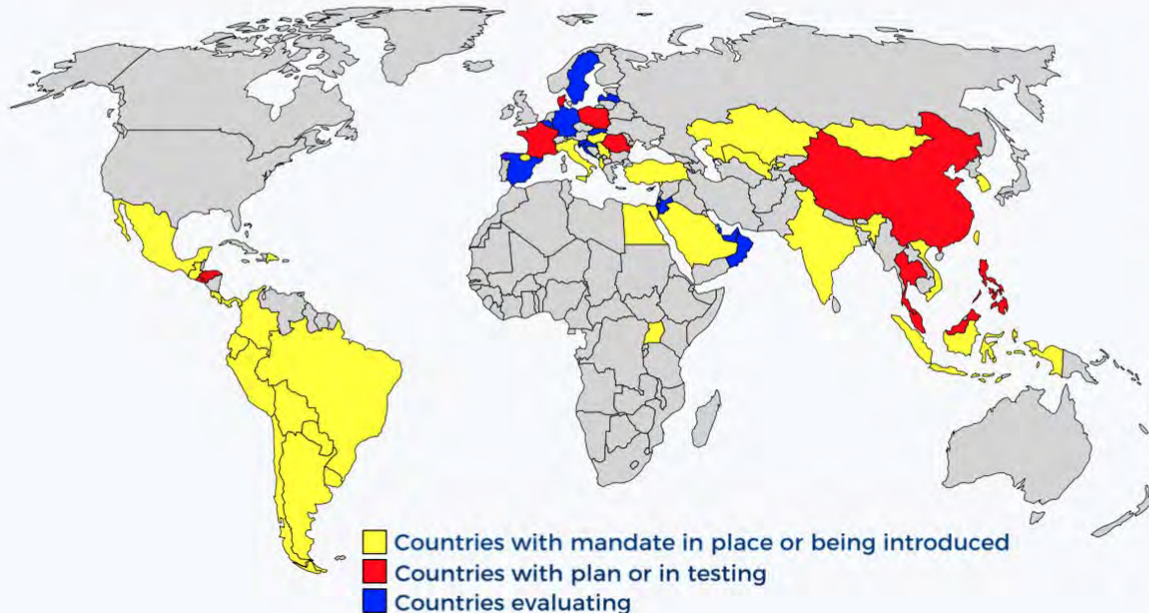 Countries with mandate in place or being introduced
Countries with plan or in testing
Countries evaluating